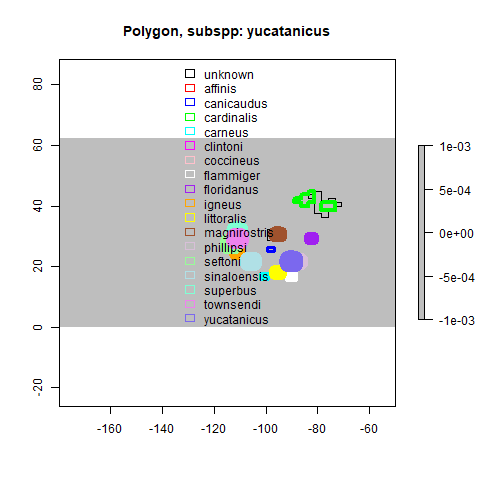 Polygon, subspp: yucatanicus
unknown
affinis
canicaudus
cardinalis
carneus
clintoni
coccineus
flammiger
floridanus
igneus
littoralis
magnirostris
phillipsi
seftoni
sinaloensis
superbus
townsendi
yucatanicus
80
60
40
20
0
-20
-160
-140
-120
-100
-80
-60
1e-03
5e-04
0e+00
-5e-04
-1e-03